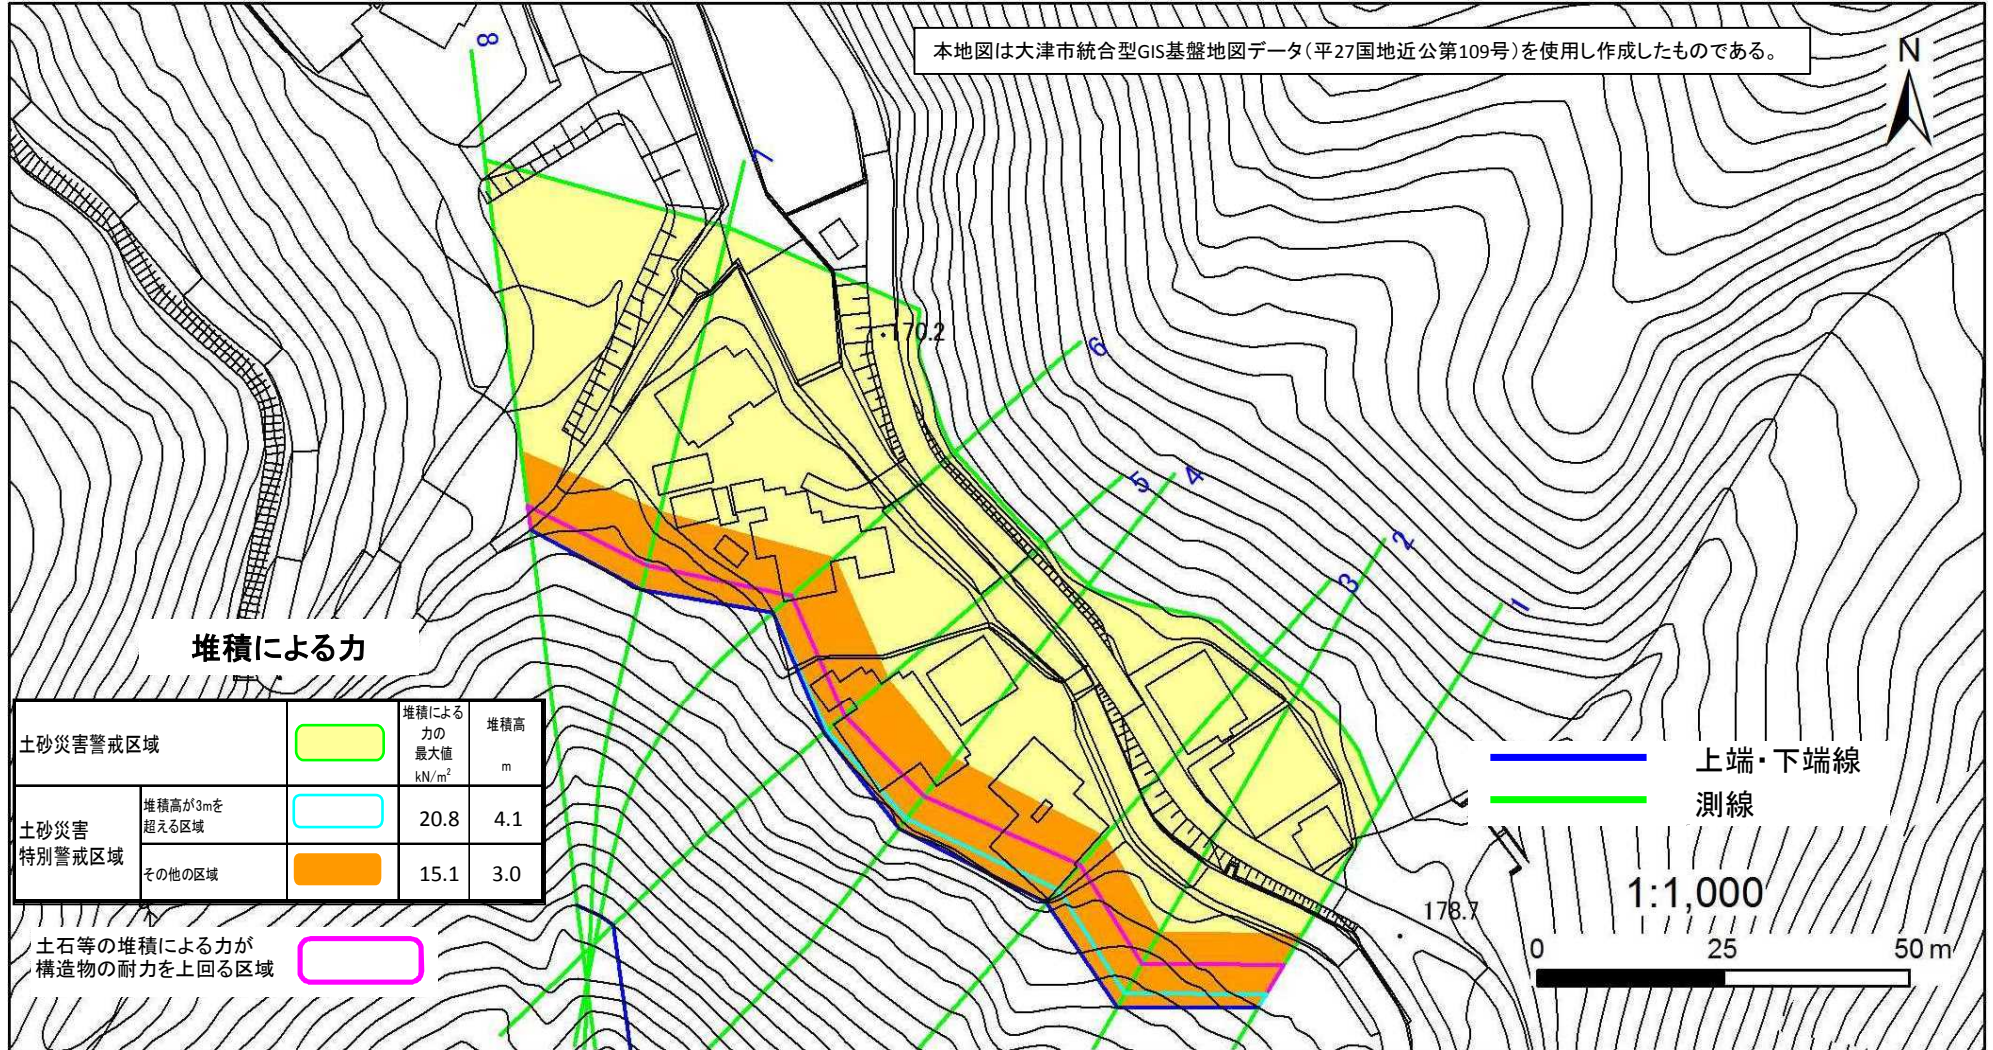 本地図は大津市統合型GIS基盤地図データ(平27国地近公第109号)を使用し作成したものである。
N
8
7
6
5
4
2
3
1
・170.2
178.7
堆積による力
土砂災害警戒区域
堆積による
力の
最大値
kN/m²
堆積高
m
土砂災害
特別警戒区域
堆積高が3mを
超える区域
20.8
4.1
その他の区域
15.1
3.0
土石等の堆積による力が
構造物の耐力を上回る区域
上端・下端線
測線
1:1,000
0 25 50 m